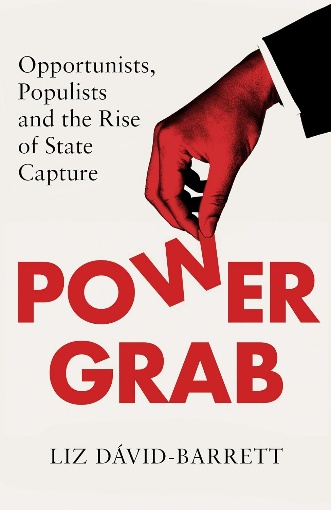 Opportunists,
Populists
and the Rise
of State
Capture
POWER
GRAB
LIZ DÁVID-BARRETT